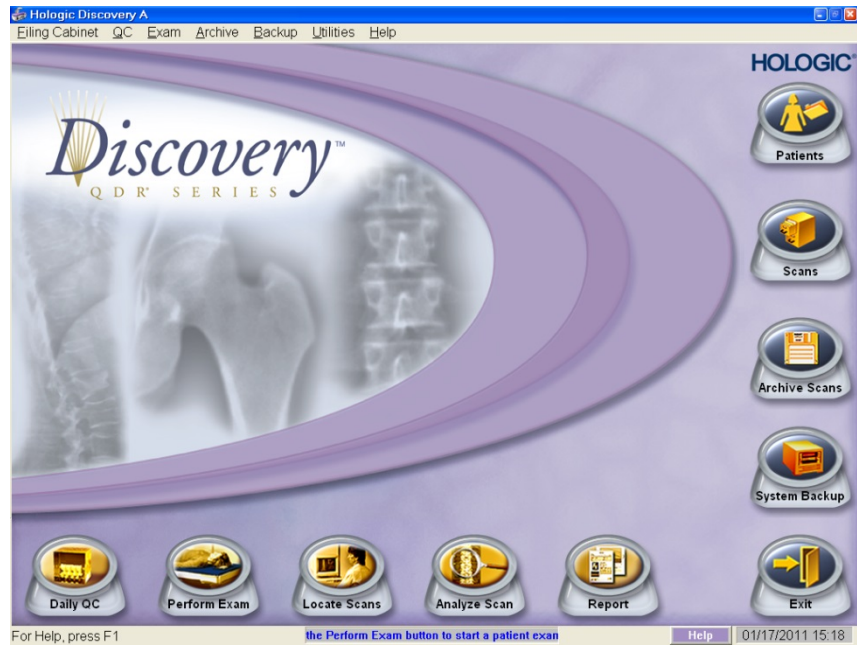 Hologic Discovery A
Filing Cabinet QC Exam Archive Backup Utilities Help
HOLOGIC®
Discovery™
QDR® SERIES
Patients
Scans
Archive Scans
System Backup
Daily QC
Perform Exam
Locate Scans
Analyze Scan
Report
Exit
For Help, press F1
the Perform Exam button to start a patient exan
Help
01/17/2011 15:18